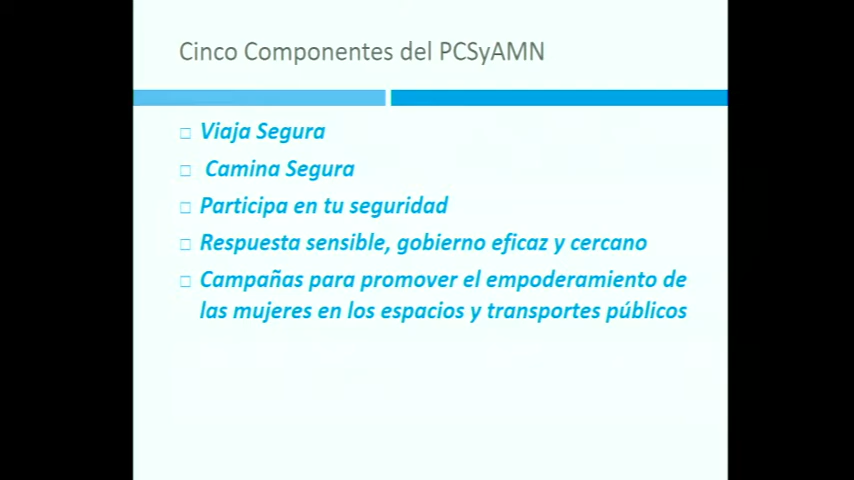 Cinco Componentes del PCSyAMN
Viaja Segura
Camina Segura
Participa en tu seguridad
Respuesta sensible, gobierno eficaz y cercano
Campañas para promover el empoderamiento de
las mujeres en los espacios y transportes públicos